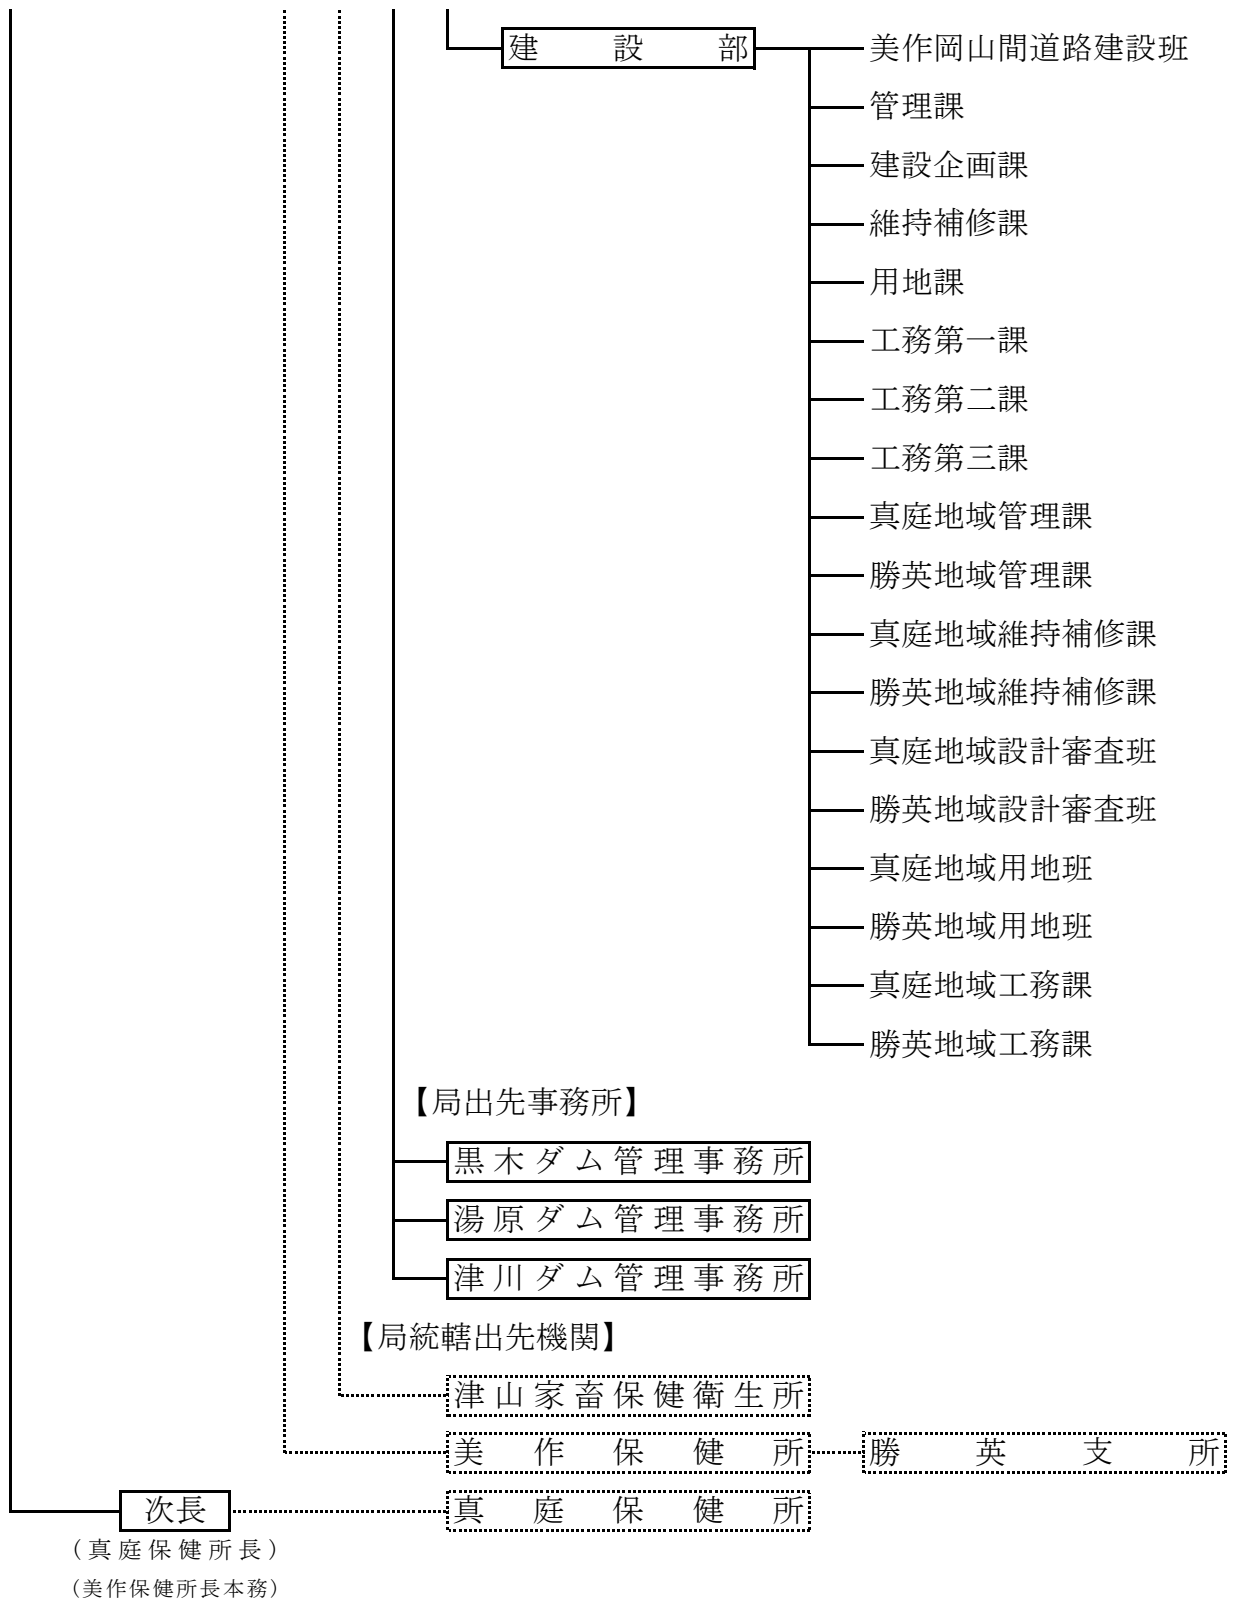 建設部
美作岡山間道路建設班
管理課
建設企画課
維持補修課
用地課
工務第一課
工務第二課
工務第三課
真庭地域管理課
勝英地域管理課
真庭地域維持補修課
勝英地域維持補修課
真庭地域設計審査班
勝英地域設計審査班
真庭地域用地班
勝英地域用地班
真庭地域工務課
勝英地域工務課
【局出先事務所】
黒木ダム管理事務所
湯原ダム管理事務所
津川ダム管理事務所
【局統轄出先機関】
津山家畜保健衛生所
美作保健所
勝英支所
次長
真庭保健所
（真庭保健所長）
（美作保健所長本務）